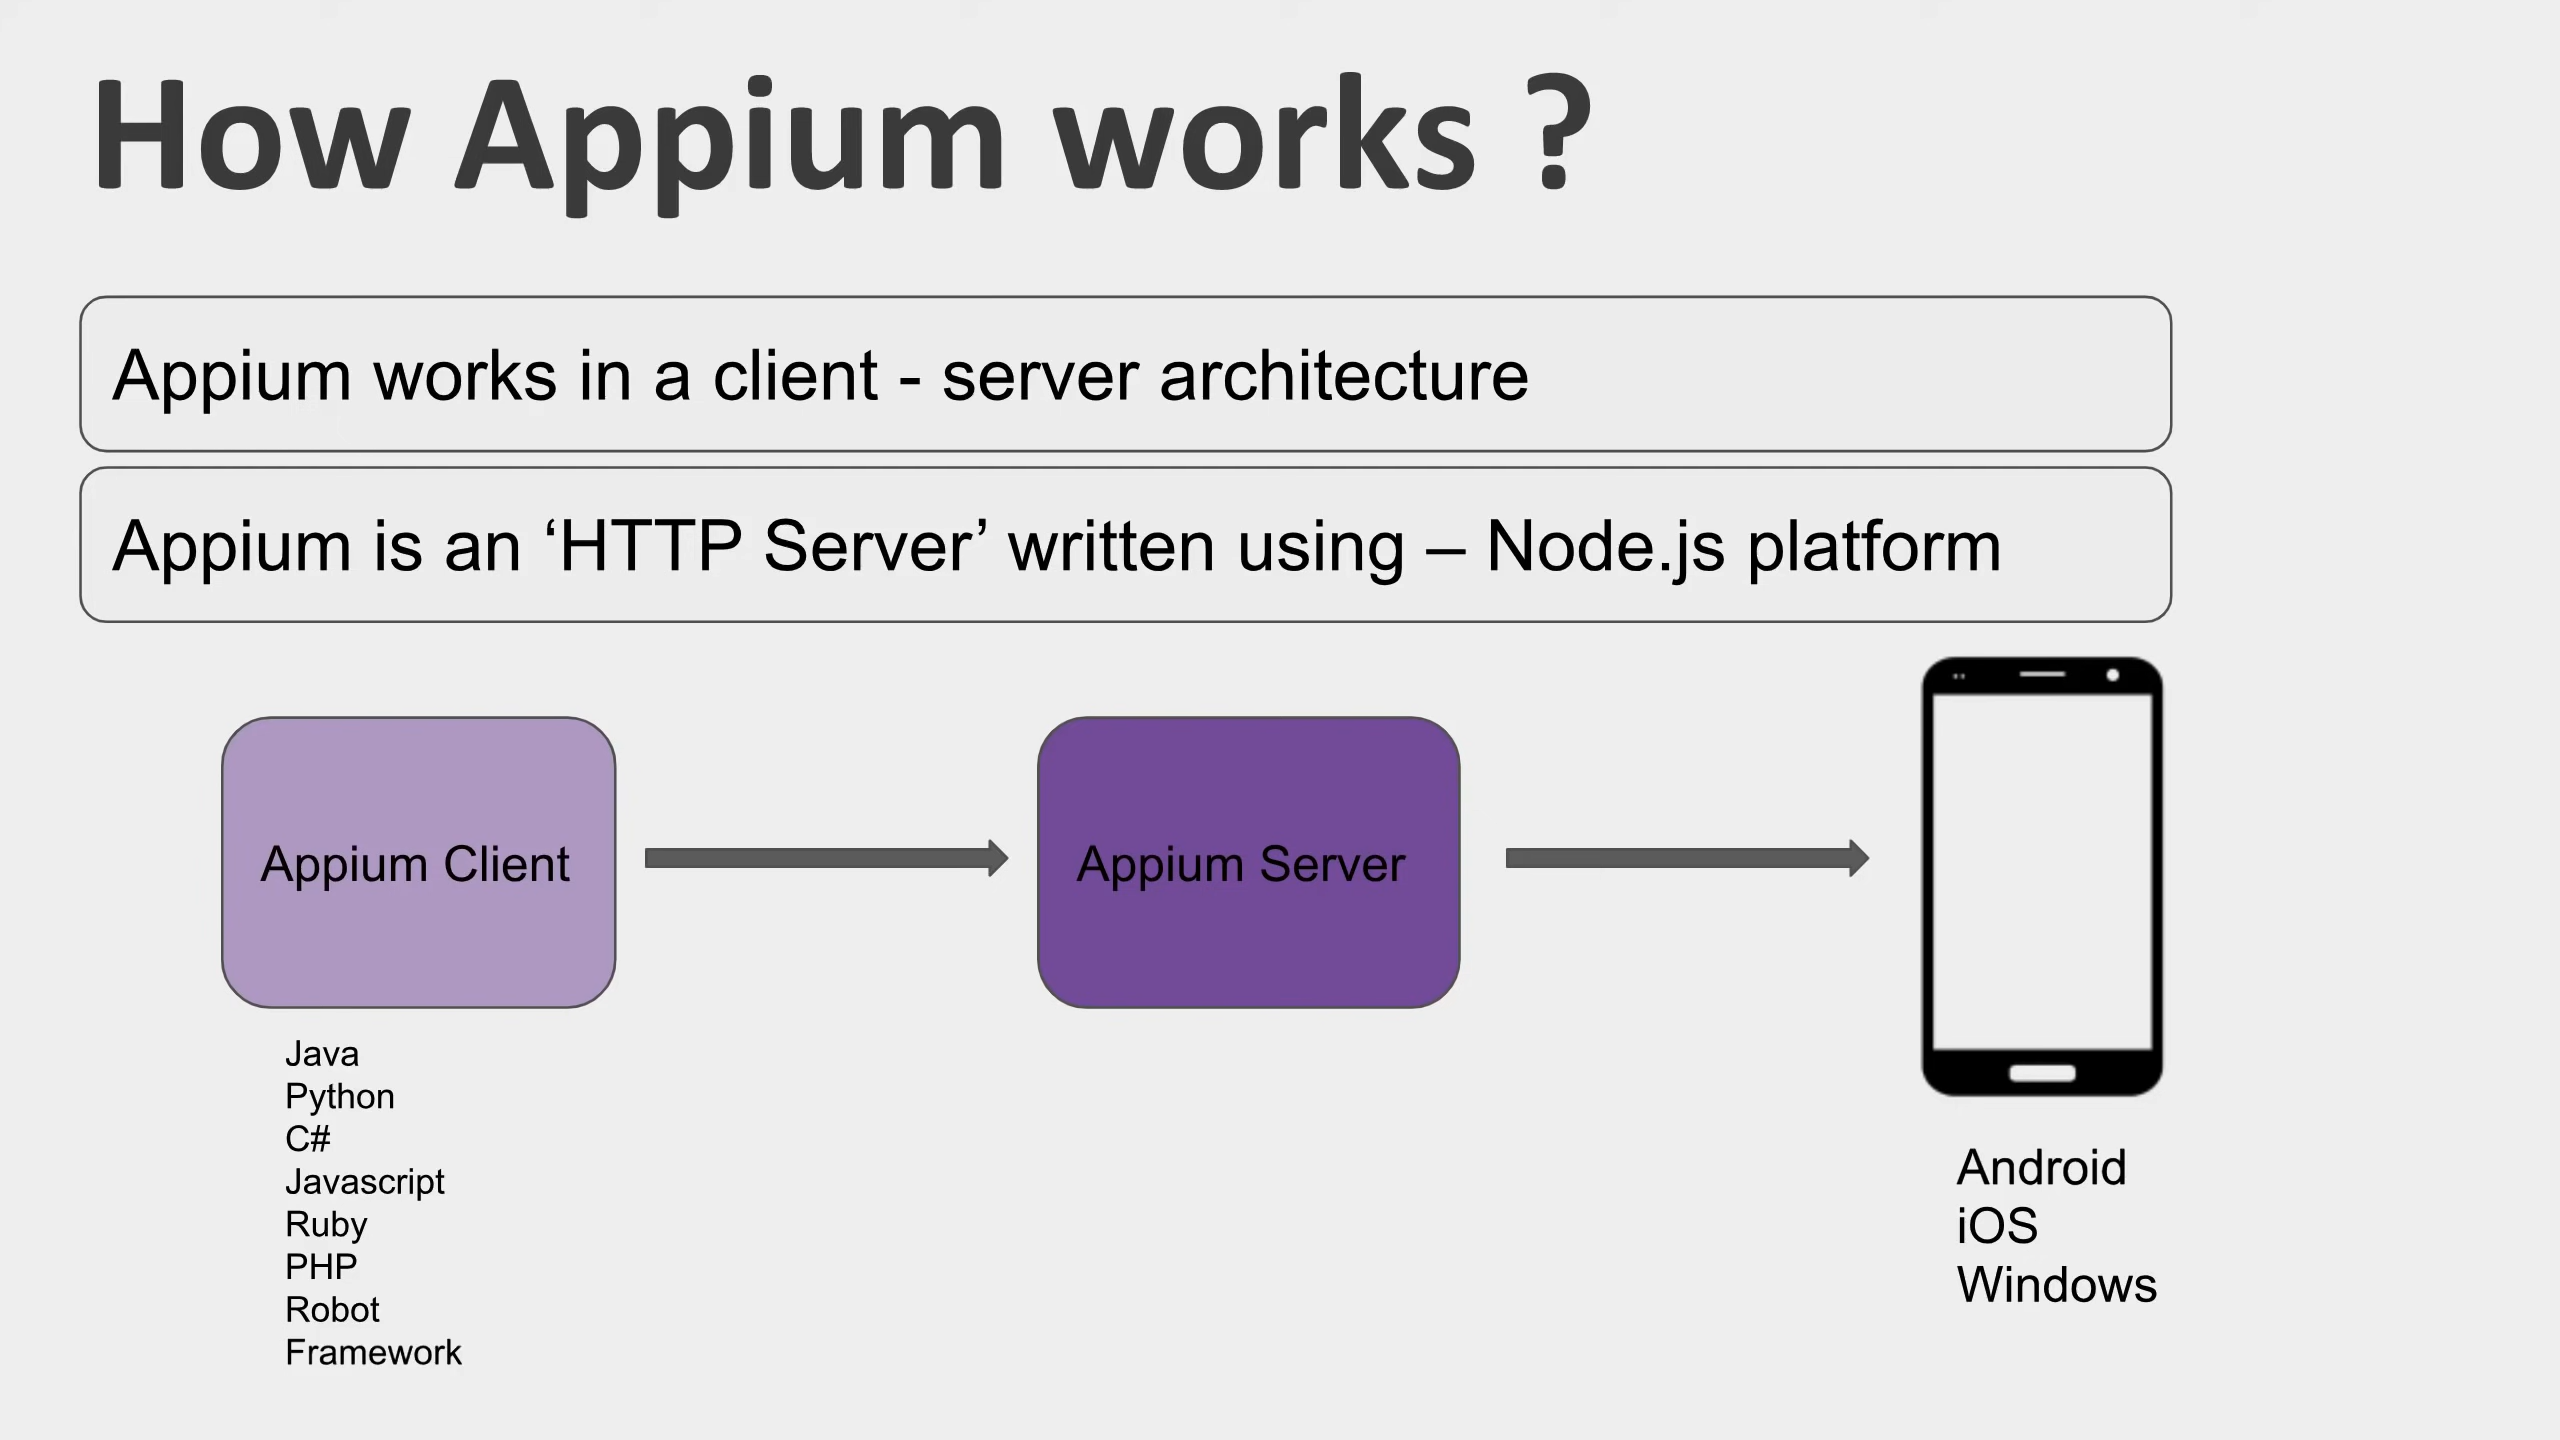 How Appium works ?
Appium works in a client - server architecture
Appium is an ‘HTTP Server’ written using – Node.js platform
Appium Client
Appium Server
Java
Python
C#
Javascript
Ruby
PHP
Robot
Framework
Android
iOS
Windows